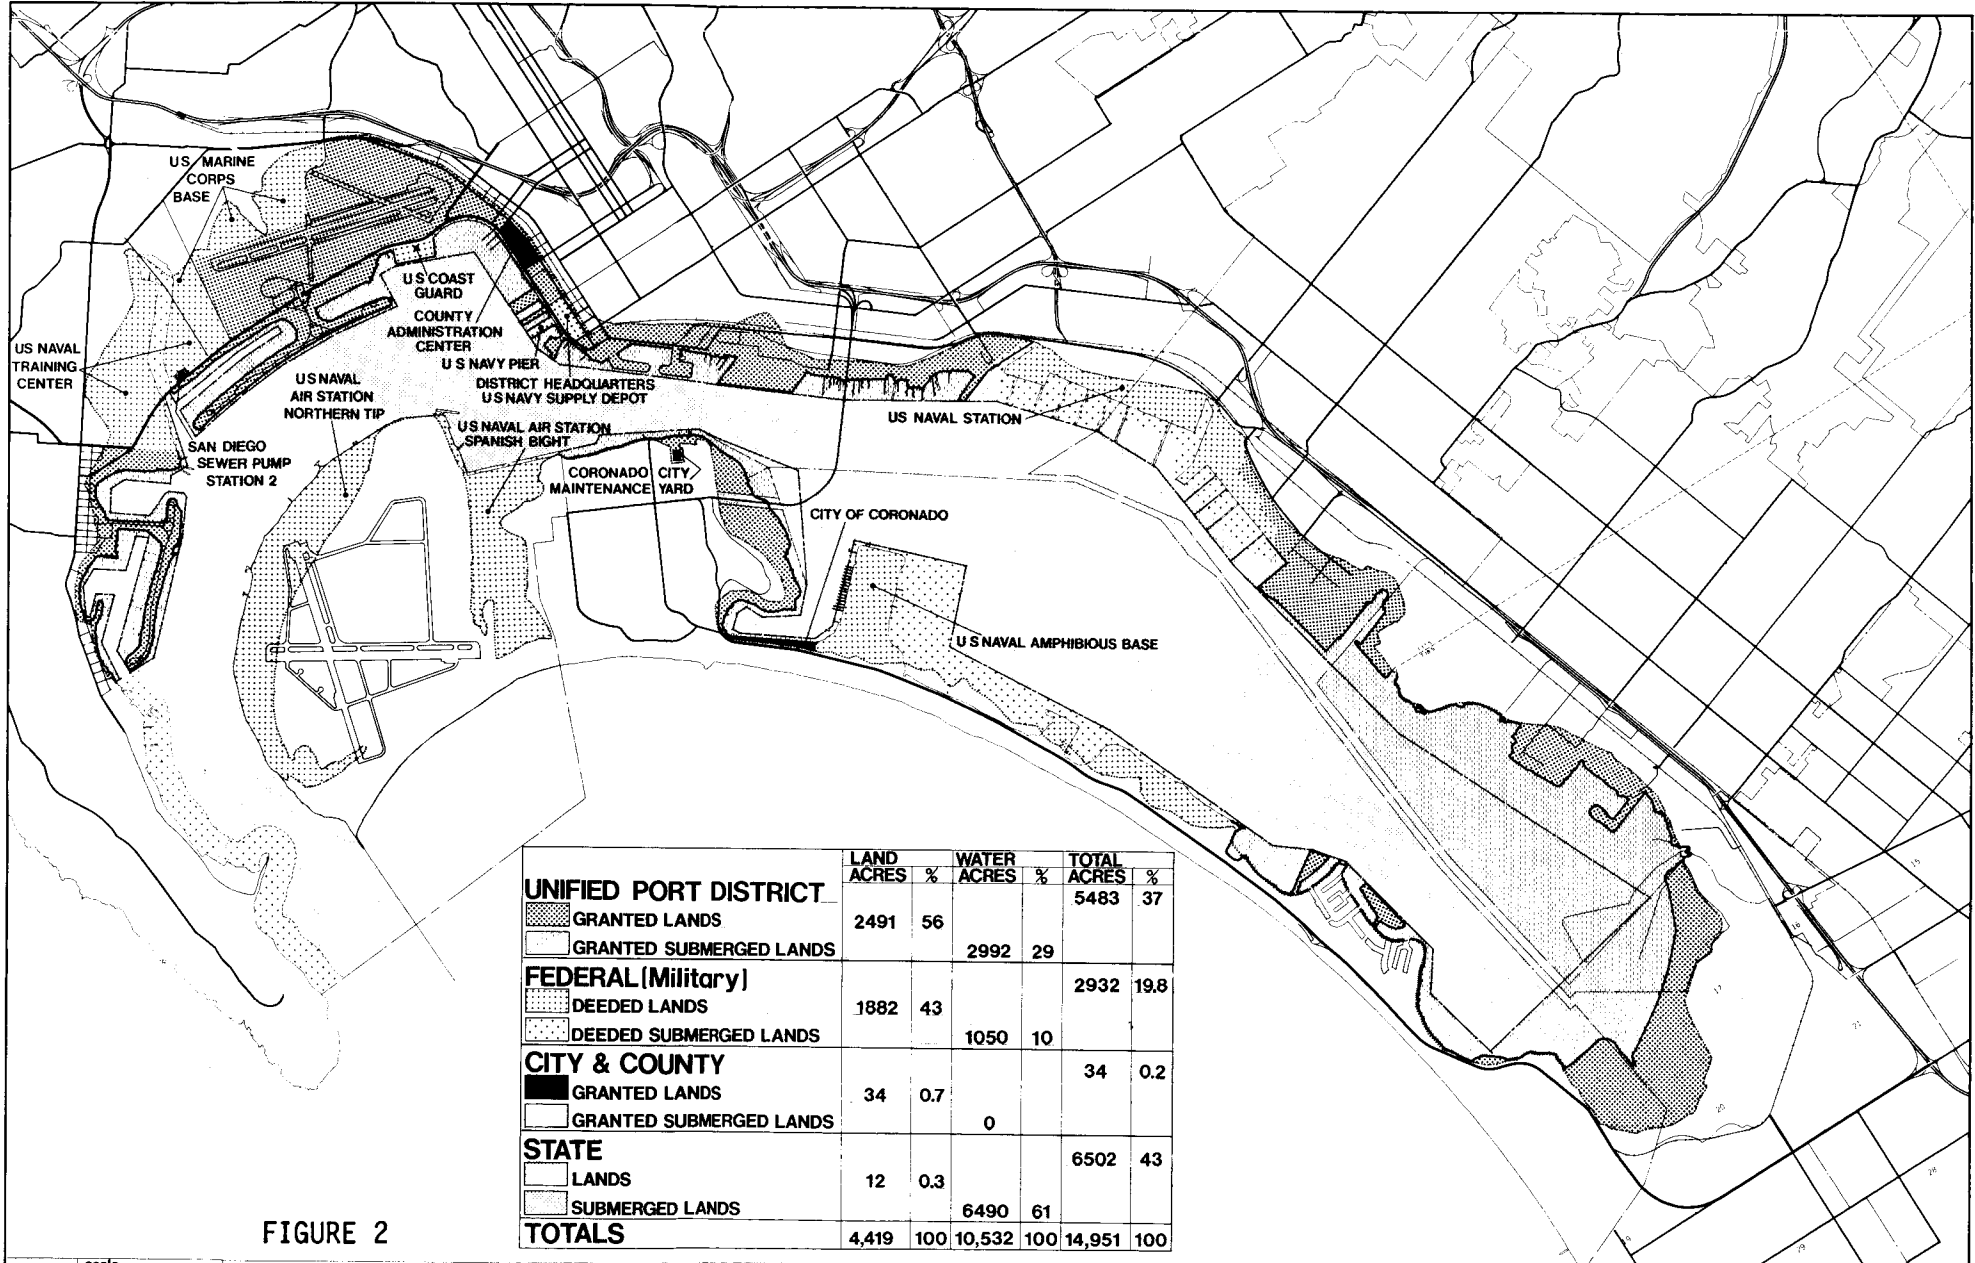 US MARINE
CORPS
BASE
US NAVAL
TRAINING
CENTER
US NAVAL
AIR STATION
NORTHERN TIP
SAN DIEGO
SEWER PUMP
STATION 2
U S COAST
GUARD
COUNTY
ADMINISTRATION
CENTER
U S NAVY PIER
DISTRICT HEADQUARTERS
US NAVY SUPPLY DEPOT
US NAVAL AIR STATION
SPANISH BIGHT
CORONADO CITY
MAINTENANCE YARD
US NAVAL STATION
CITY OF CORONADO
U S NAVAL AMPHIBIOUS BASE
LAND WATER TOTAL
ACRES % ACRES % ACRES %
UNIFIED PORT DISTRICT 5483 37
GRANTED LANDS 2491 56
GRANTED SUBMERGED LANDS 2992 29
FEDERAL (Military) 2932 19.8
DEEDED LANDS 1882 43
DEEDED SUBMERGED LANDS 1050 10
CITY & COUNTY 34 0.2
GRANTED LANDS 34 0.7
GRANTED SUBMERGED LANDS 0
STATE 6502 43
LANDS 12 0.3
SUBMERGED LANDS 6490 61
TOTALS 4,419 100 10,532 100 14,951 100
FIGURE 2